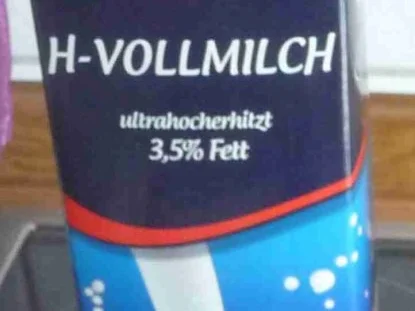 H-VOLLMILCH
ultrahocherhitzt
3,5% Fett